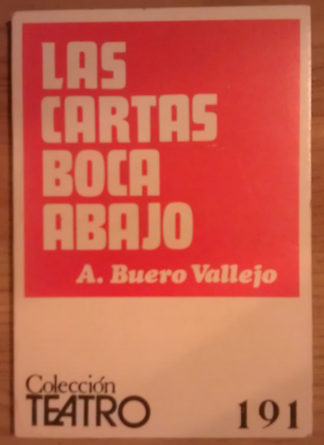 LAS
CARTAS
BOCA
ABAJO
A. Buero Vallejo
Colección
TEATRO
191